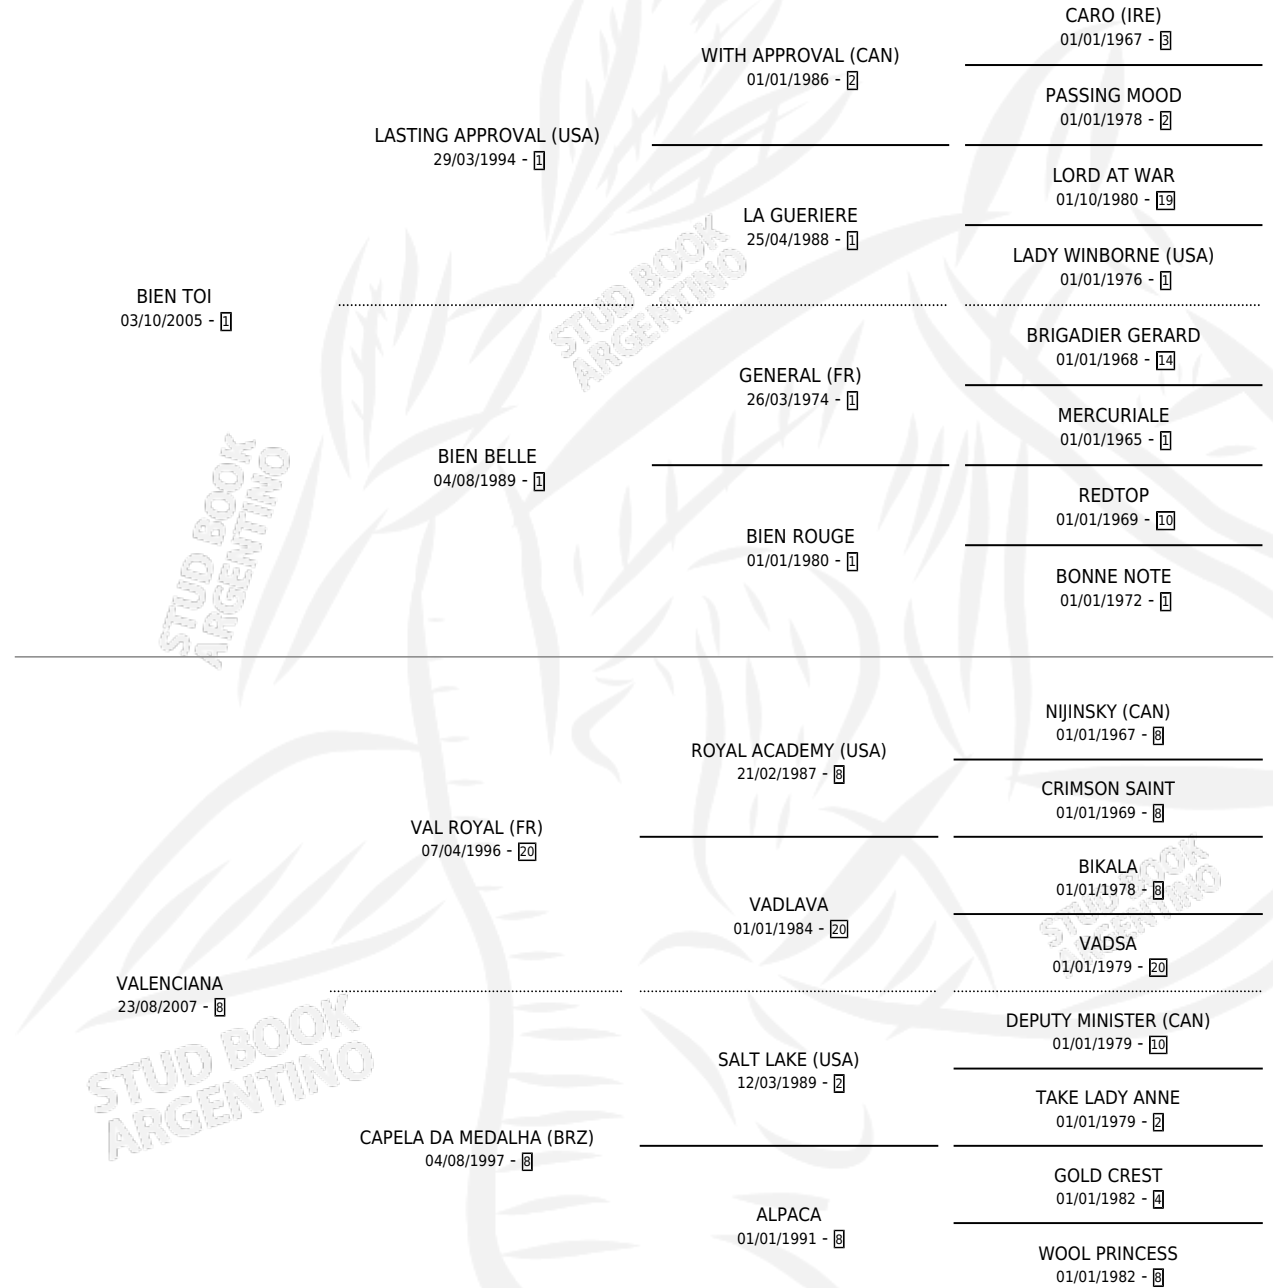 CARO (IRE)
01/01/1967 - 3
WITH APPROVAL (CAN)
01/01/1986 - 2
PASSING MOOD
01/01/1978 - 2
LASTING APPROVAL (USA)
29/03/1994 - 1
LORD AT WAR
01/10/1980 - 19
LA GUERIERE
25/04/1988 - 1
LADY WINBORNE (USA)
01/01/1976 - 1
BIEN TOI
03/10/2005 - 1
STUD BOOK
ARGENTINO
BRIGADIER GERARD
01/01/1968 - 14
GENERAL (FR)
26/03/1974 - 1
MERCURIALE
01/01/1965 - 1
BIEN BELLE
04/08/1989 - 1
REDTOP
01/01/1969 - 10
BIEN ROUGE
01/01/1980 - 1
BONNE NOTE
01/01/1972 - 1
STUD BOOK
ARGENTINO
NIJINSKY (CAN)
01/01/1967 - 8
ROYAL ACADEMY (USA)
21/02/1987 - 8
CRIMSON SAINT
01/01/1969 - 8
VAL ROYAL (FR)
07/04/1996 - 20
BIKALA
01/01/1978 - 8
VADLAVA
01/01/1984 - 20
VADSA
01/01/1979 - 20
STUD BOOK
ARGENTINO
VALENCIANA
23/08/2007 - 8
DEPUTY MINISTER (CAN)
01/01/1979 - 10
SALT LAKE (USA)
12/03/1989 - 2
TAKE LADY ANNE
01/01/1979 - 2
STUD BOOK
ARGENTINO
CAPELA DA MEDALHA (BRZ)
04/08/1997 - 8
GOLD CREST
01/01/1982 - 4
ALPACA
01/01/1991 - 8
WOOL PRINCESS
01/01/1982 - 8